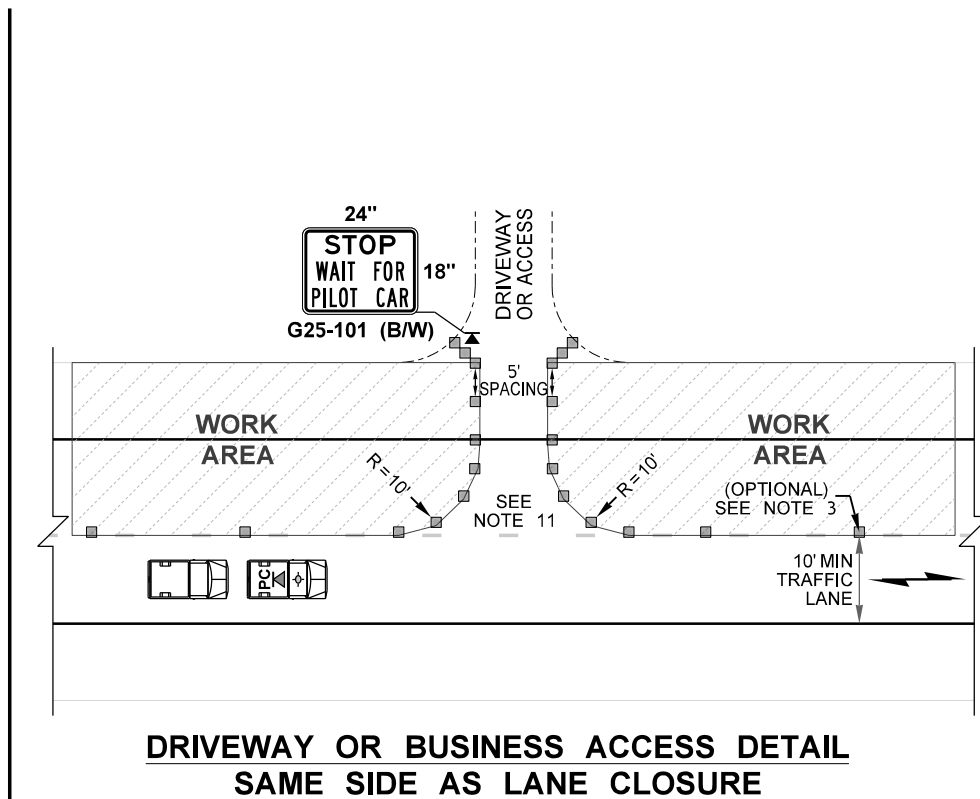 24"
STOP
WAIT FOR
PILOT CAR
18"
G25-101 (B/W)
DRIVEWAY
OR ACCESS
5'
SPACING
WORK
AREA
WORK
AREA
R=10'
R=10'
SEE
NOTE 11
(OPTIONAL)
SEE NOTE 3
PC
10' MIN
TRAFFIC
LANE
DRIVEWAY OR BUSINESS ACCESS DETAIL
SAME SIDE AS LANE CLOSURE